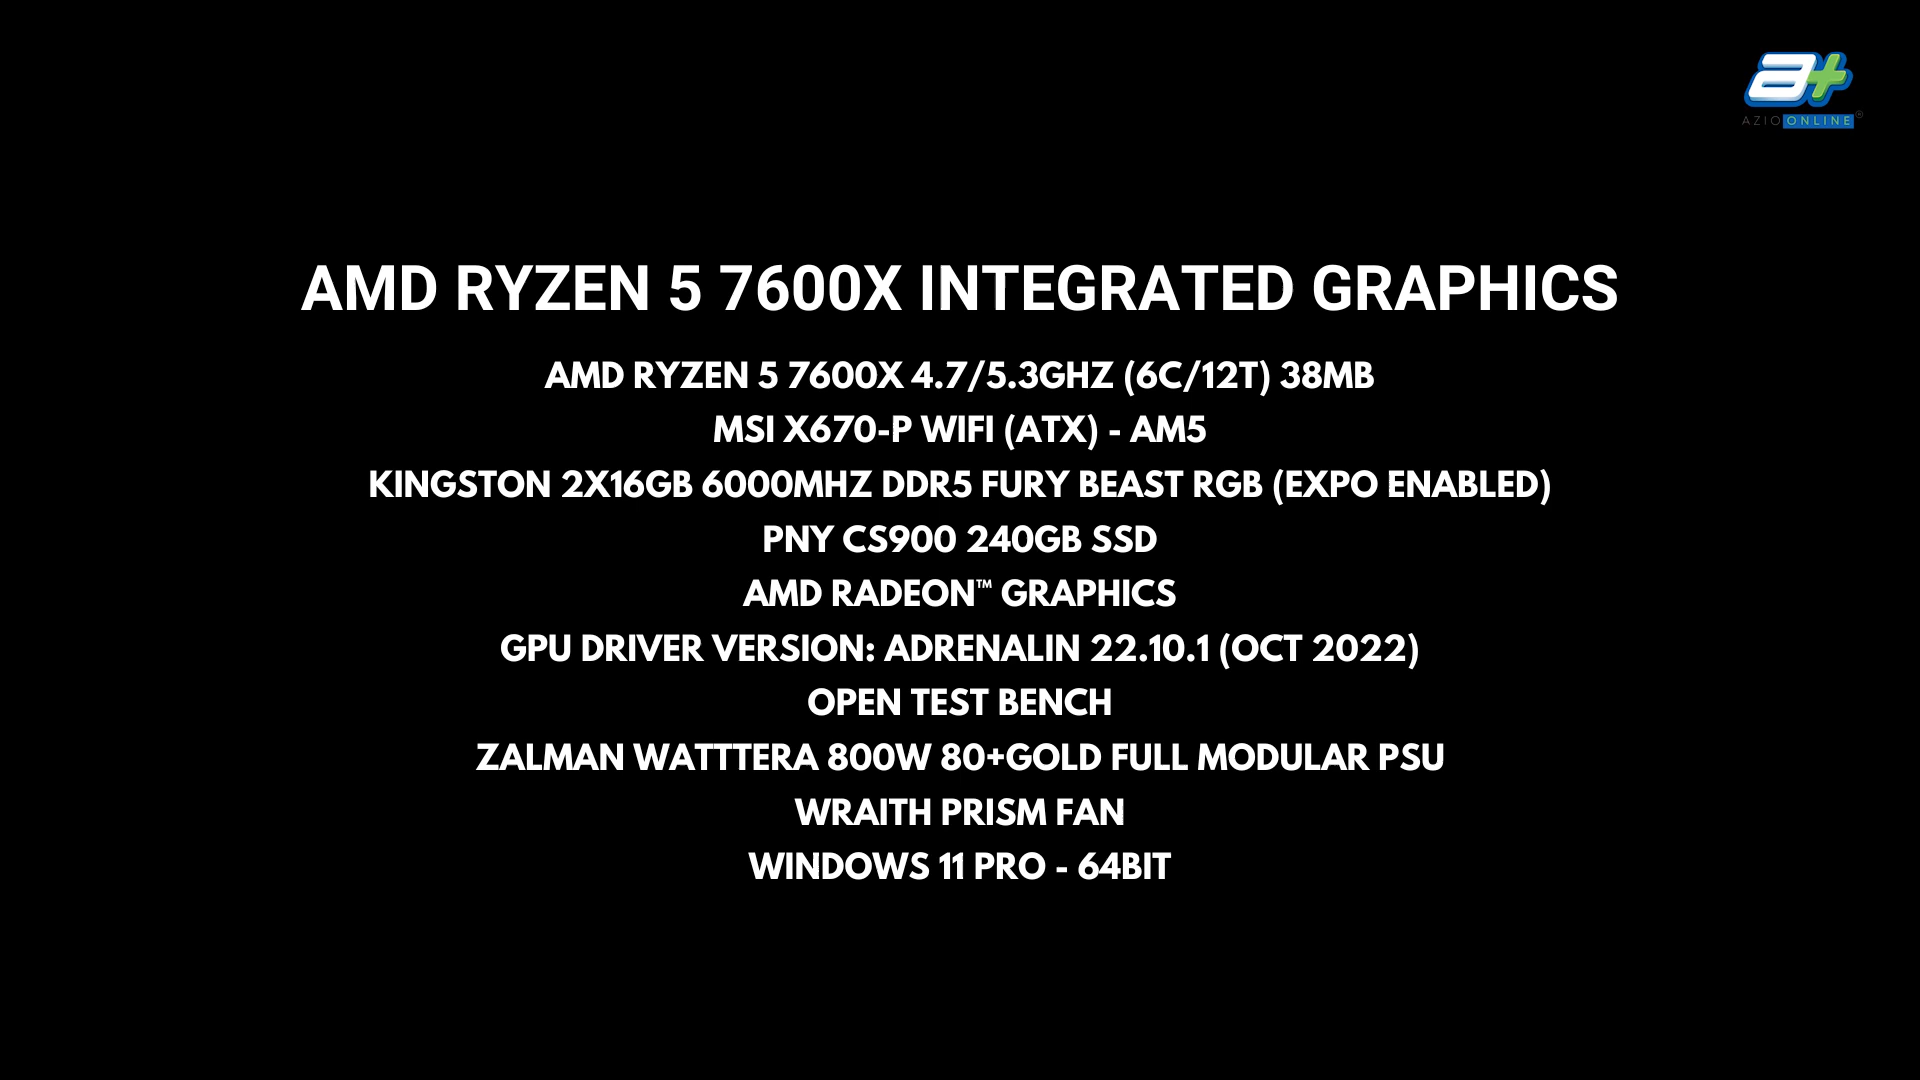 a+
AZIO ONLINE®
AMD RYZEN 5 7600X INTEGRATED GRAPHICS
AMD RYZEN 5 7600X 4.7/5.3GHZ (6C/12T) 38MB
MSI X670-P WIFI (ATX) - AM5
KINGSTON 2X16GB 6000MHZ DDR5 FURY BEAST RGB (EXPO ENABLED)
PNY CS900 240GB SSD
AMD RADEON™ GRAPHICS
GPU DRIVER VERSION: ADRENALIN 22.10.1 (OCT 2022)
OPEN TEST BENCH
ZALMAN WATTTERA 800W 80+GOLD FULL MODULAR PSU
WRAITH PRISM FAN
WINDOWS 11 PRO - 64BIT